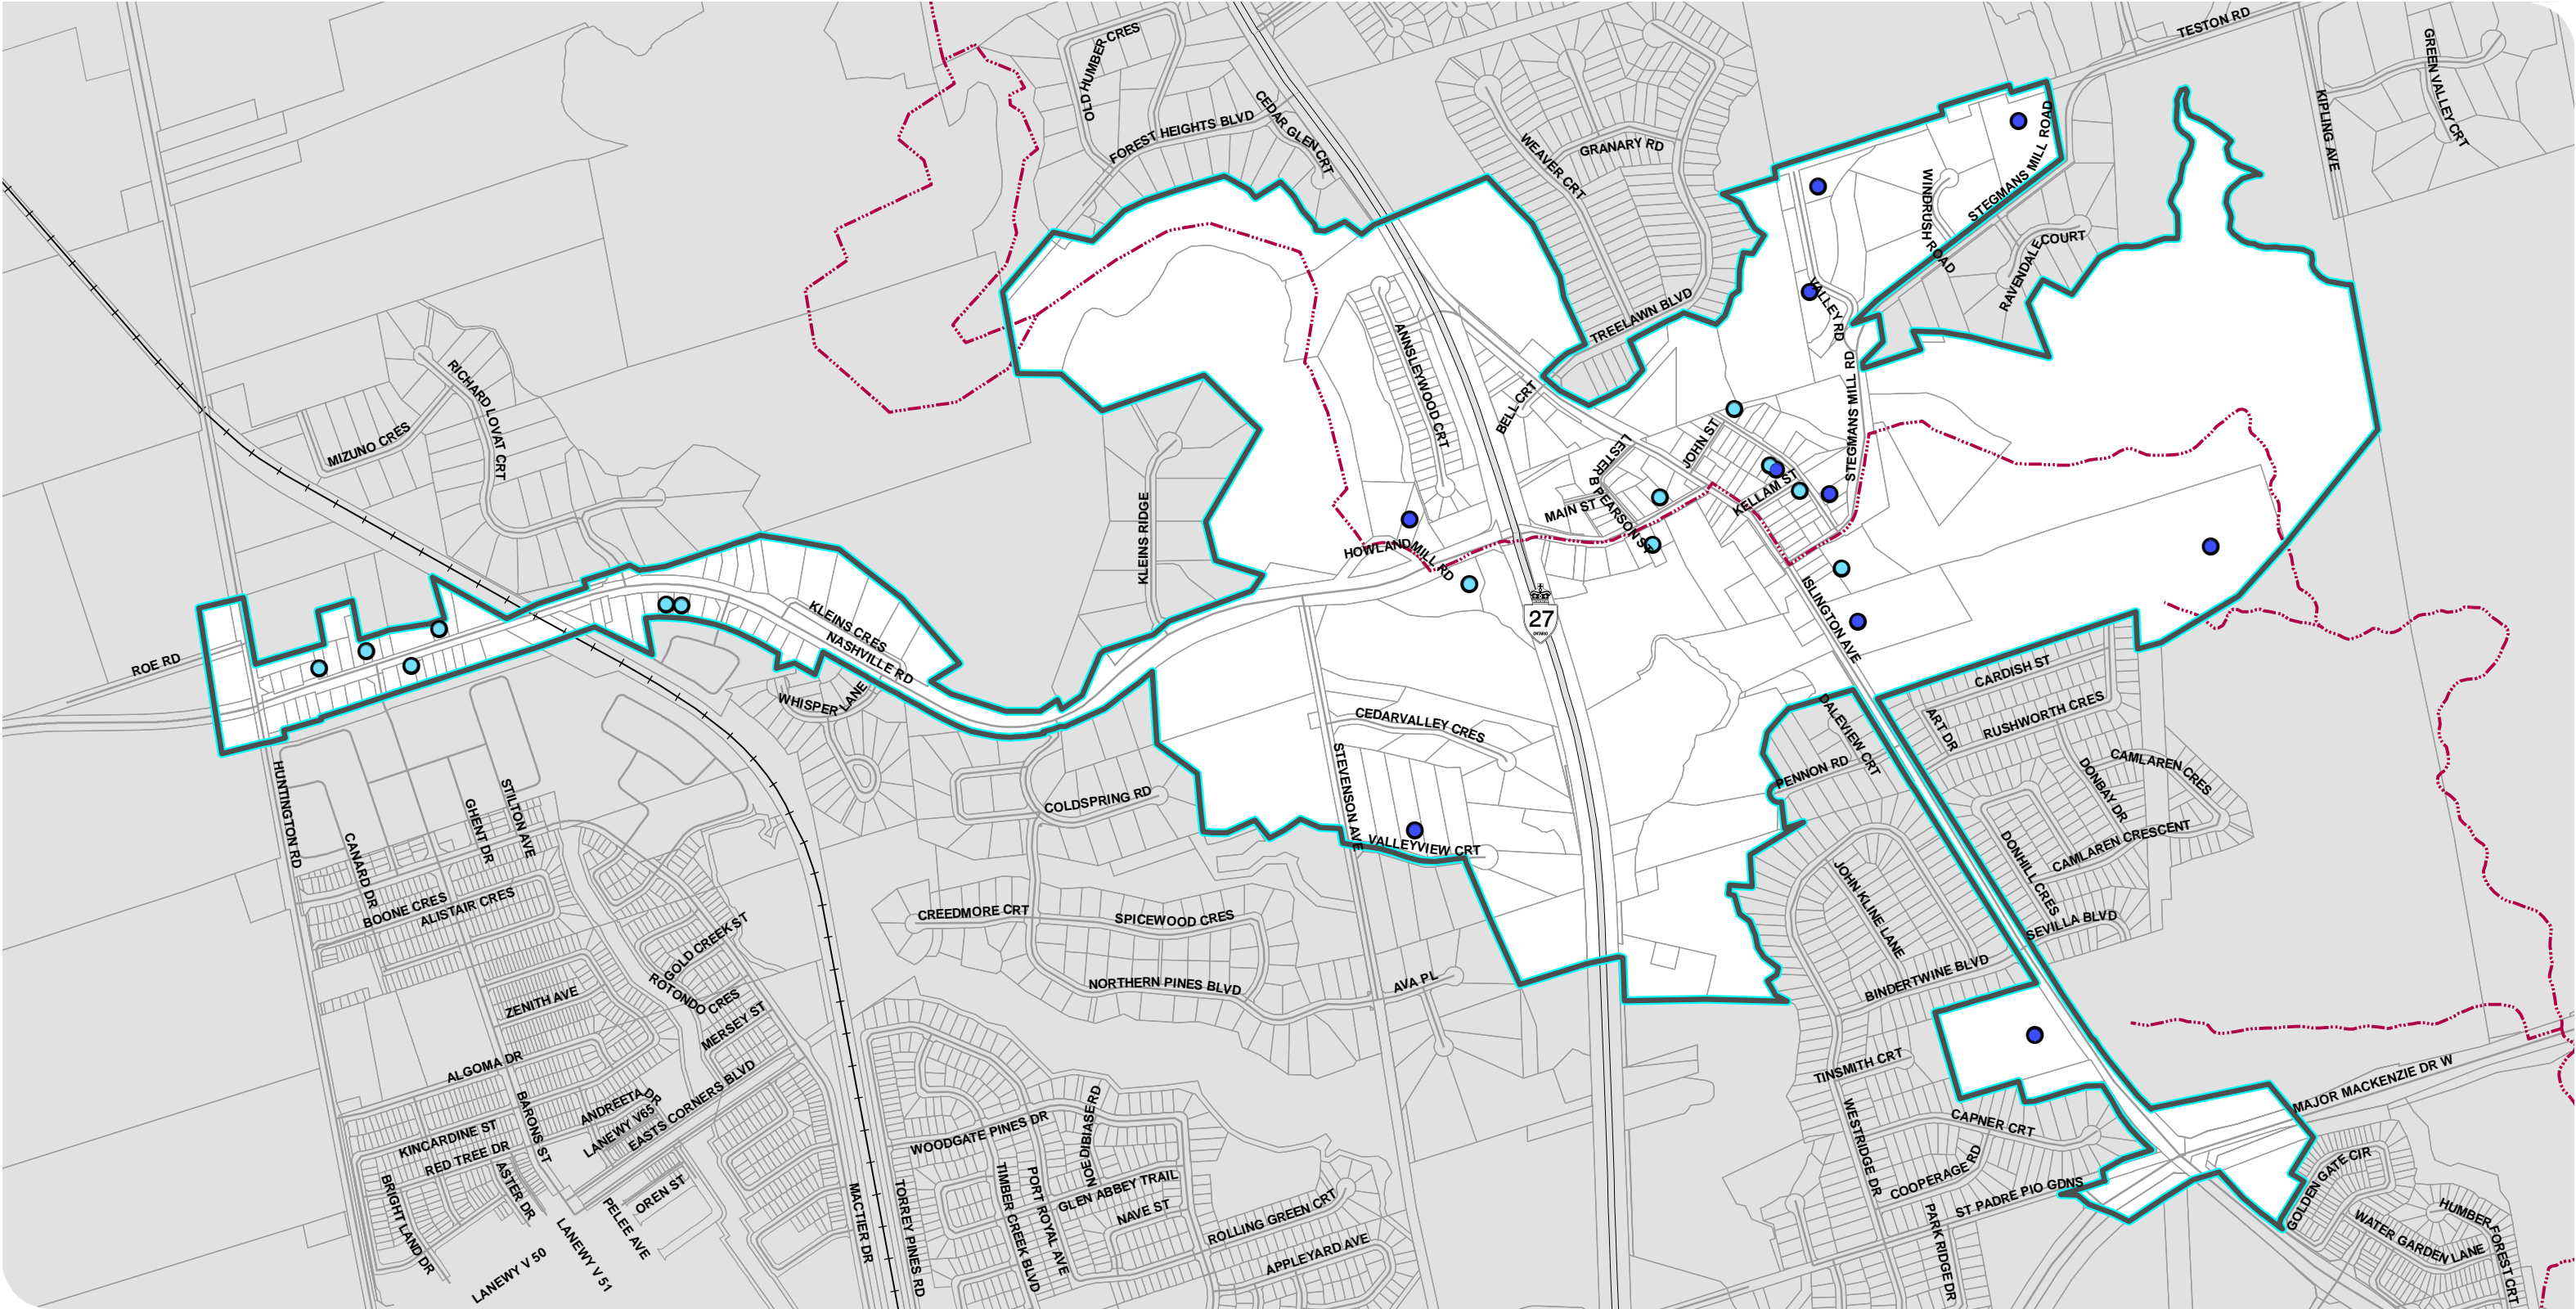 TESTON RD
GREEN VALLEY CRT
KIPLING AVE
OLD HUMBER CRES
FOREST HEIGHTS BLVD
CEDAR GLEN CRT
WEAVER CRT
GRANARY RD
TREELAWN BLVD
WINDRUSH ROAD
STEGMANS MILL ROAD
RAVENDALE COURT
VALLEY RD
STEGMANS MILL RD
ANNSLEYWOOD CRT
BELL CRT
LESTER B PEARSON ST
JOHN ST
KELLAM ST
MAIN ST
HOWLAND MILL RD
ISLINGTON AVE
27
ONTARIO
RICHARD LOVAT CRT
MIZUNO CRES
KLEINS RIDGE
KLEINS CRES
NASHVILLE RD
WHISPER LANE
ROE RD
HUNTINGTON RD
CEDARVALLEY CRES
STEVENSON AVE
VALLEYVIEW CRT
COLDSPRING RD
CARDISH ST
ART DR
RUSHWORTH CRES
DALEVIEW CRT
PENNON RD
DONBAY DR
CAMLAREN CRES
CAMLAREN CRESCENT
DONHILL CRES
SEVILLA BLVD
JOHN KLINE LANE
BINDERTWINE BLVD
STILTON AVE
GHENT DR
CANARD DR
BOONE CRES
ALISTAIR CRES
CREEDMORE CRT
SPICEWOOD CRES
NORTHERN PINES BLVD
AVA PL
GOLD CREEK ST
ROTONDO CRES
MERSEY ST
ZENITH AVE
ALGOMA DR
BARONS ST
ANDREETA DR
LANEWY V65
EASTS CORNERS BLVD
KINCARDINE ST
RED TREE DR
ASTER DR
BRIGHT LAND DR
OREN ST
PELEE AVE
LANEWY V 50
LANEWY V 51
MACTIER DR
TORREY PINES RD
WOODGATE PINES DR
JOE DIBIASE RD
TIMBER CREEK BLVD
PORT ROYAL AVE
GLEN ABBEY TRAIL
NAVE ST
ROLLING GREEN CRT
APPLEYARD AVE
TINSMITH CRT
WESTRIDGE DR
CAPNER CRT
COOPERAGE RD
ST PADRE PIO GDNS
PARK RIDGE DR
MAJOR MACKENZIE DR W
GOLDEN GATE CIR
WATER GARDEN LANE
HUMBER FOREST CRT